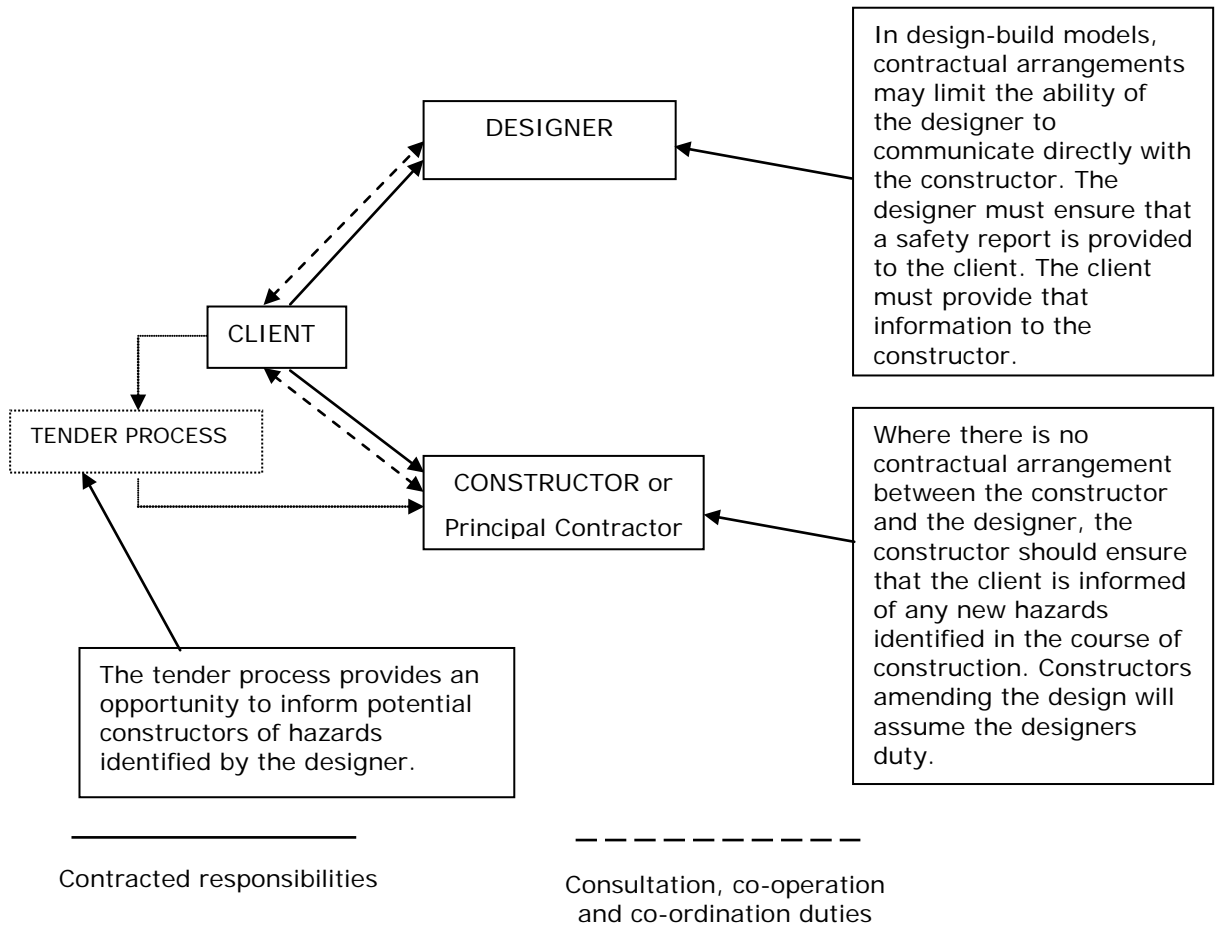 In design-build models,
contractual arrangements
may limit the ability of
the designer to
communicate directly with
the constructor. The
designer must ensure that
a safety report is provided
to the client. The client
must provide that
information to the
constructor.
DESIGNER
CLIENT
TENDER PROCESS
CONSTRUCTOR or
Principal Contractor
Where there is no
contractual arrangement
between the constructor
and the designer, the
constructor should ensure
that the client is informed
of any new hazards
identified in the course of
construction. Constructors
amending the design will
assume the designers
duty.
The tender process provides an
opportunity to inform potential
constructors of hazards
identified by the designer.
Contracted responsibilities
Consultation, co-operation
and co-ordination duties